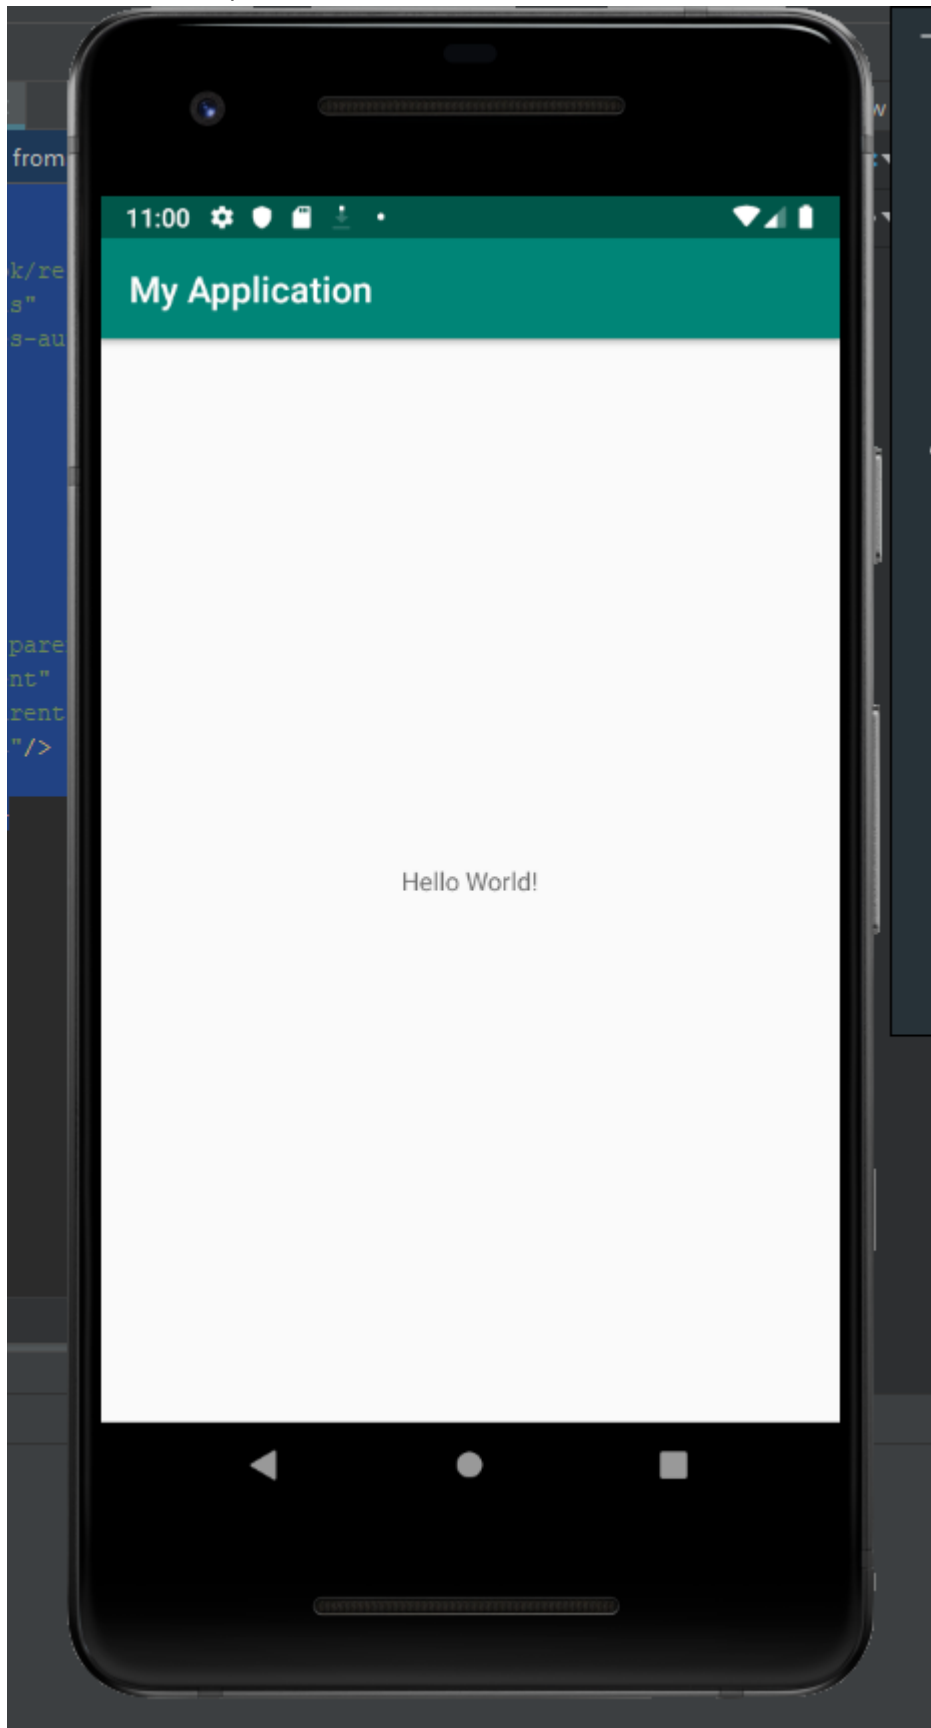 from
11:00
My Application
k/re
s"
s-au
Hello World!
pare
nt"
rent
"/>